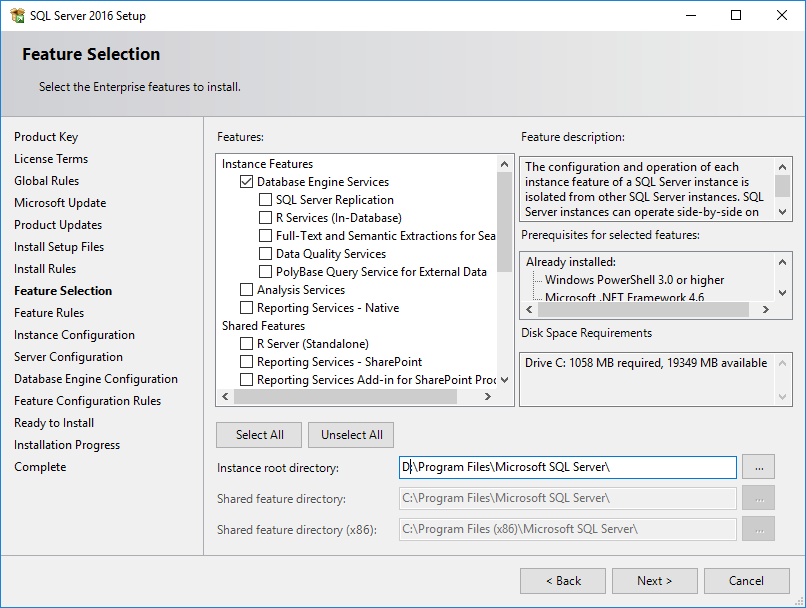 SQL Server 2016 Setup
Feature Selection
Select the Enterprise features to install.
Product Key
License Terms
Global Rules
Microsoft Update
Product Updates
Install Setup Files
Install Rules
Feature Selection
Feature Rules
Instance Configuration
Server Configuration
Database Engine Configuration
Feature Configuration Rules
Ready to Install
Installation Progress
Complete
Features:
Instance Features
Database Engine Services
SQL Server Replication
R Services (In-Database)
Full-Text and Semantic Extractions for Sea
Data Quality Services
PolyBase Query Service for External Data
Analysis Services
Reporting Services - Native
Shared Features
R Server (Standalone)
Reporting Services - SharePoint
Reporting Services Add-in for SharePoint Proc
Feature description:
The configuration and operation of each
instance feature of a SQL Server instance is
isolated from other SQL Server instances. SQL
Server instances can operate side-by-side on
Prerequisites for selected features:
Already installed:
Windows PowerShell 3.0 or higher
Microsoft .NET Framework 4.6
Disk Space Requirements
Drive C: 1058 MB required, 19349 MB available
Select All
Unselect All
Instance root directory:
D:\Program Files\Microsoft SQL Server\
...
Shared feature directory:
C:\Program Files\Microsoft SQL Server\
...
Shared feature directory (x86):
C:\Program Files (x86)\Microsoft SQL Server\
...
< Back
Next >
Cancel